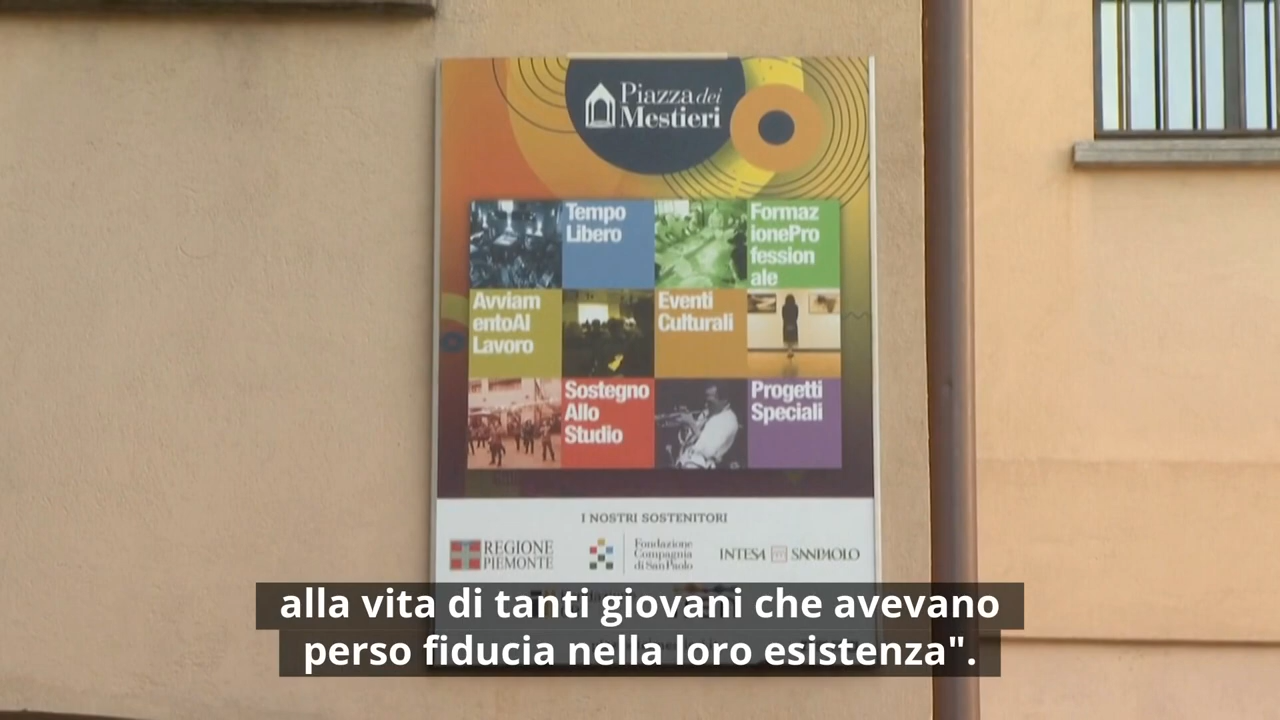 Piazza dei
Mestieri
Tempo
Libero
Formaz
ionePro
fession
ale
Avviam
entoAl
Lavoro
Eventi
Culturali
Sostegno
Allo
Studio
Progetti
Speciali
I NOSTRI SOSTENITORI
REGIONE
PIEMONTE
Fondazione
Compagnia
di San Paolo
INTESA SANPAOLO
alla vita di tanti giovani che avevano
perso fiducia nella loro esistenza".